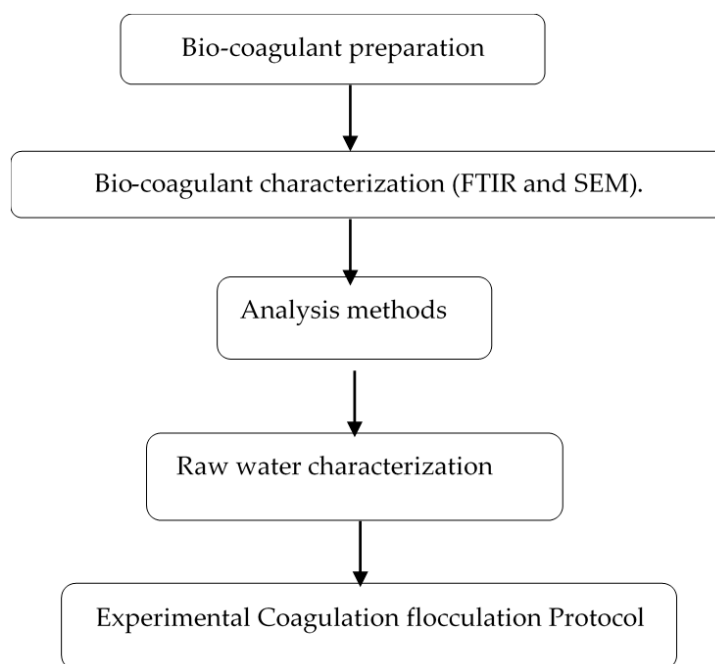 Bio-coagulant preparation
Bio-coagulant characterization (FTIR and SEM).
Analysis methods
Raw water characterization
Experimental Coagulation flocculation Protocol